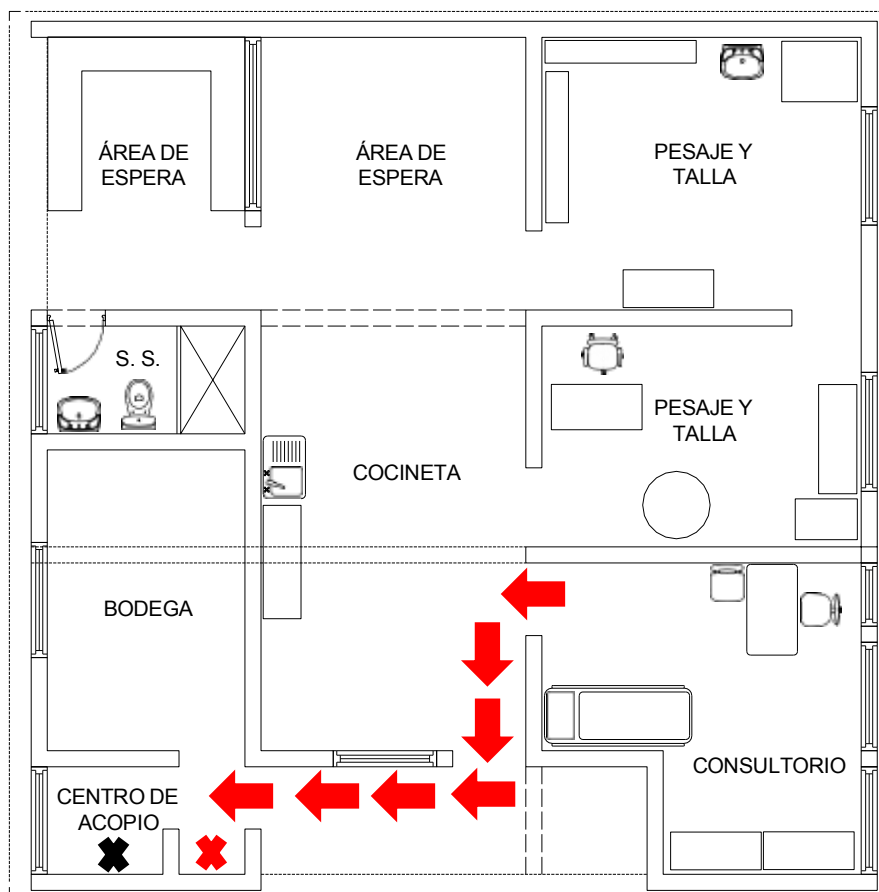 ÁREA DE
ESPERA
ÁREA DE
ESPERA
PESAJE Y
TALLA
S. S.
PESAJE Y
TALLA
COCINETA
BODEGA
CONSULTORIO
CENTRO DE
ACOPIO